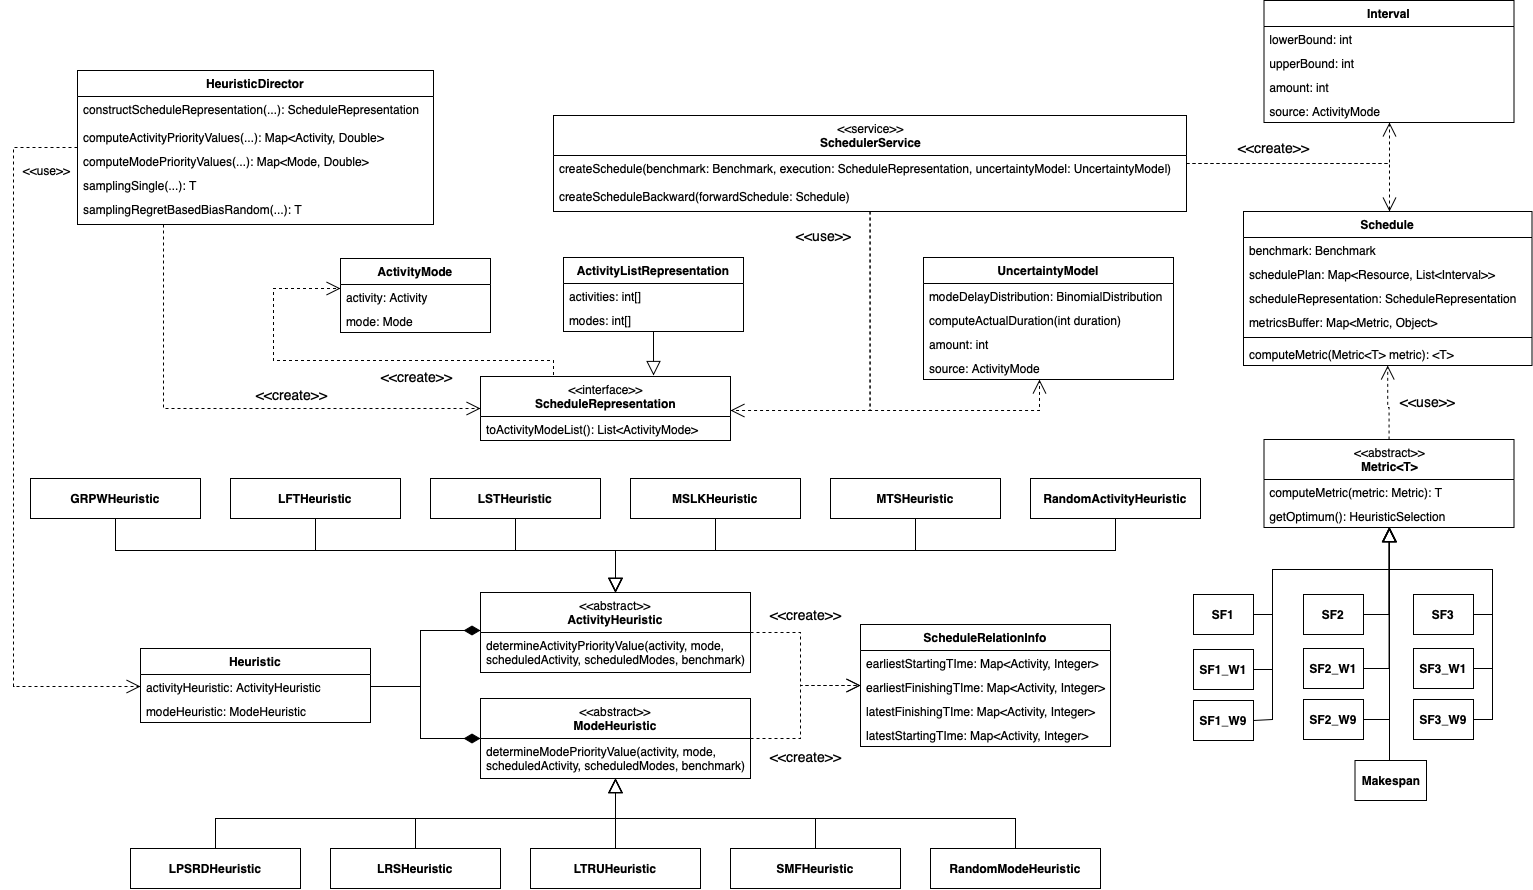 Interval
lowerBound: int
upperBound: int
amount: int
source: ActivityMode
HeuristicDirector
constructScheduleRepresentation(...): ScheduleRepresentation
computeActivityPriorityValues(...): Map<Activity, Double>
computeModePriorityValues(...): Map<Mode, Double>
samplingSingle(...): T
samplingRegretBasedBiasRandom(...): T
<<use>>
<<service>>
SchedulerService
createSchedule(benchmark: Benchmark, execution: ScheduleRepresentation, uncertaintyModel: UncertaintyModel)
createScheduleBackward(forwardSchedule: Schedule)
<<create>>
<<use>>
Schedule
benchmark: Benchmark
schedulePlan: Map<Resource, List<Interval>>
scheduleRepresentation: ScheduleRepresentation
metricsBuffer: Map<Metric, Object>
computeMetric(Metric<T> metric): <T>
ActivityMode
activity: Activity
mode: Mode
ActivityListRepresentation
activities: int[]
modes: int[]
UncertaintyModel
modeDelayDistribution: BinomialDistribution
computeActualDuration(int duration)
amount: int
source: ActivityMode
<<create>>
<<create>>
<<interface>>
ScheduleRepresentation
toActivityModeList(): List<ActivityMode>
<<use>>
<<abstract>>
Metric<T>
computeMetric(metric: Metric): T
getOptimum(): HeuristicSelection
GRPWHeuristic
LFTHeuristic
LSTHeuristic
MSLKHeuristic
MTSHeuristic
RandomActivityHeuristic
<<abstract>>
ActivityHeuristic
determineActivityPriorityValue(activity, mode,
scheduledActivity, scheduledModes, benchmark)
<<create>>
Heuristic
activityHeuristic: ActivityHeuristic
modeHeuristic: ModeHeuristic
ScheduleRelationInfo
earliestStartingTIme: Map<Activity, Integer>
earliestFinishingTIme: Map<Activity, Integer>
latestFinishingTIme: Map<Activity, Integer>
latestStartingTIme: Map<Activity, Integer>
<<abstract>>
ModeHeuristic
determineModePriorityValue(activity, mode,
scheduledActivity, scheduledModes, benchmark)
<<create>>
SF1
SF2
SF3
SF1_W1
SF2_W1
SF3_W1
SF1_W9
SF2_W9
SF3_W9
Makespan
LPSRDHeuristic
LRSHeuristic
LTRUHeuristic
SMFHeuristic
RandomModeHeuristic